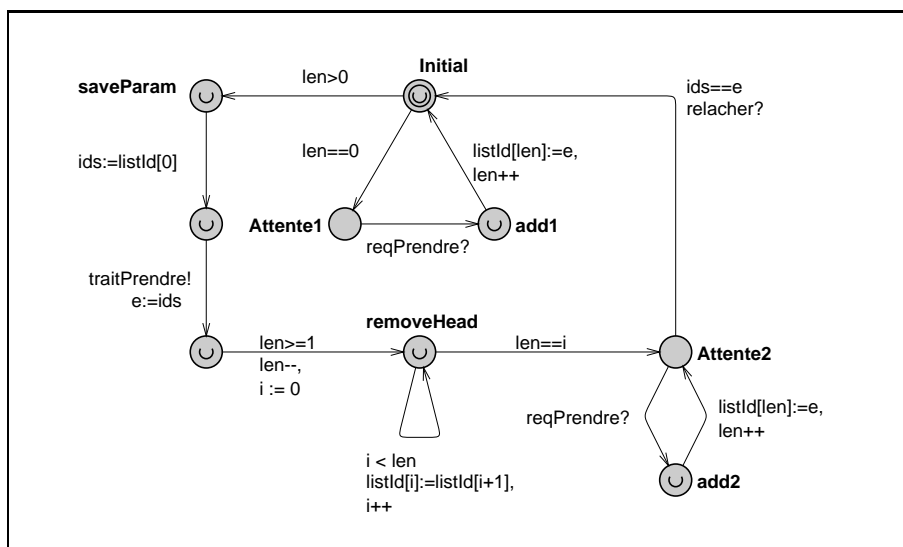 Initial
saveParam
len>0
ids==e
relacher?
ids:=listId[0]
len==0
listId[len]:=e,
len++
Attente1
add1
reqPrendre?
traitPrendre!
e:=ids
removeHead
len>=1
len--,
i := 0
len==i
Attente2
reqPrendre?
listId[len]:=e,
len++
i < len
listId[i]:=listId[i+1],
i++
add2